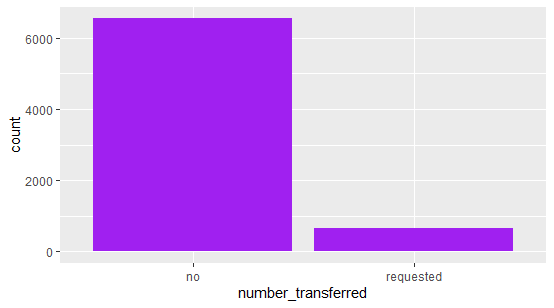 6000
4000
2000
0
count
no requested
number_transferred